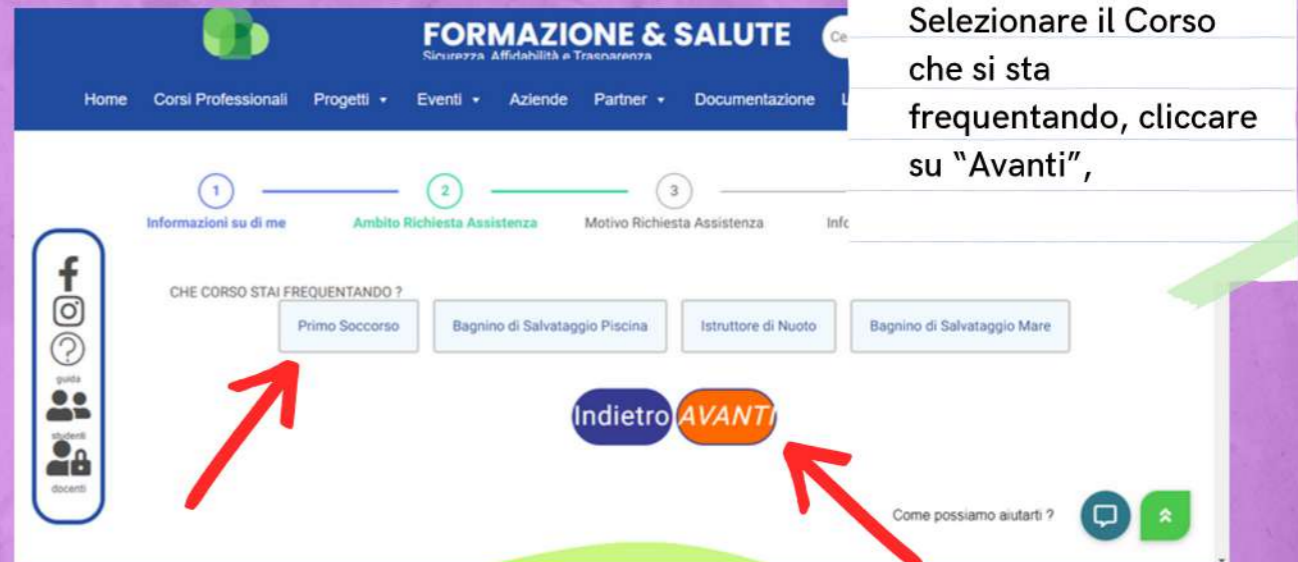 FORMAZIONE & SALUTE
Sicurezza Affidabilità e Trasparenza
Ce
Home Corsi Professionali Progetti Eventi Aziende Partner Documentazione L
Selezionare il Corso
che si sta
frequentando, cliccare
su “Avanti”,
1 2 3
Informazioni su di me Ambito Richiesta Assistenza Motivo Richiesta Assistenza Info
CHE CORSO STAI FREQUENTANDO ?
Primo Soccorso Bagnino di Salvataggio Piscina Istruttore di Nuoto Bagnino di Salvataggio Mare
Indietro AVANTI
guida
studenti
docenti
Come possiamo aiutarti ?